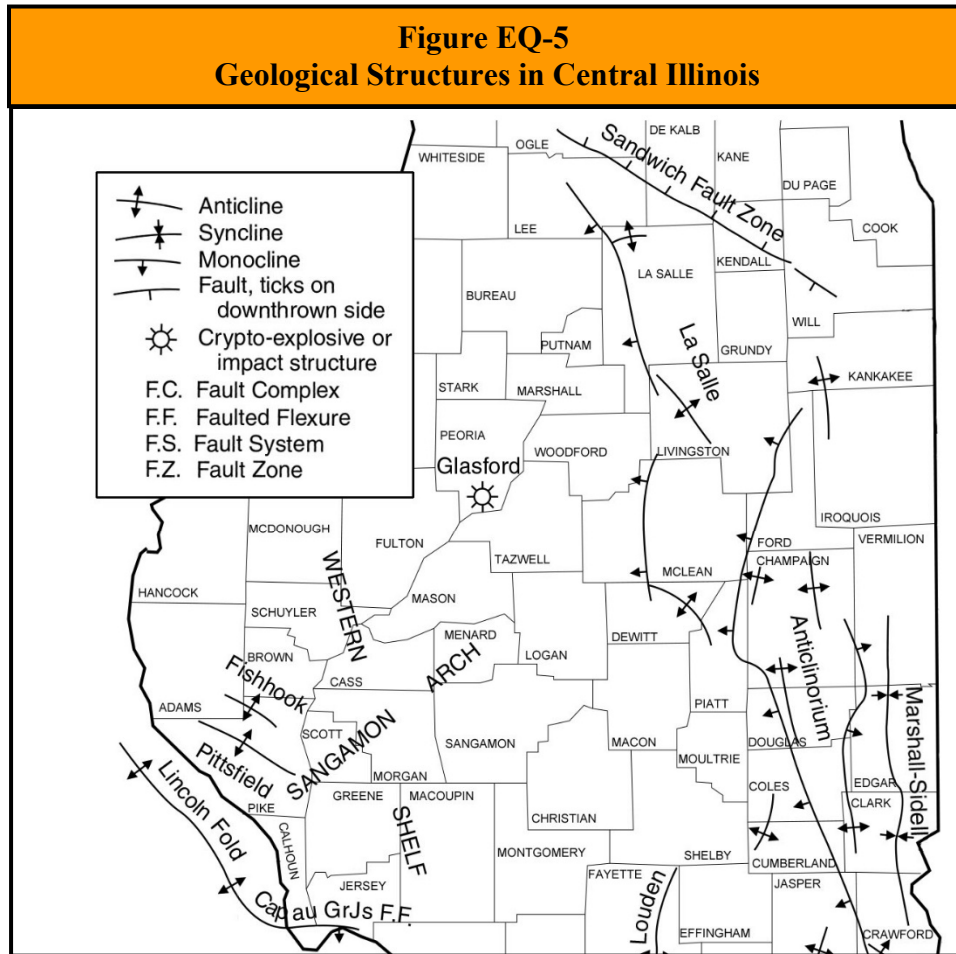 Figure EQ-5
Geological Structures in Central Illinois
Anticline
Syncline
Monocline
Fault, ticks on
downthrown side
Crypto-explosive or
impact structure
F.C. Fault Complex
F.F. Faulted Flexure
F.S. Fault System
F.Z. Fault Zone
WHITESIDE
OGLE
DE KALB
KANE
DU PAGE
COOK
Sandwich Fault Zone
LEE
LA SALLE
KENDALL
BUREAU
WILL
PUTNAM
GRUNDY
La Salle
KANKAKEE
STARK
MARSHALL
PEORIA
WOODFORD
LIVINGSTON
Glasford
IROQUOIS
MCDONOUGH
FULTON
TAZWELL
FORD
VERMILION
WESTERN
MCLEAN
CHAMPAIGN
HANCOCK
MASON
SCHUYLER
MENARD
DEWITT
BROWN
LOGAN
ARCH
Anticlinorium
Fishhook
CASS
ADAMS
PIATT
SCOTT
SANGAMON
SANGAMON
MACON
DOUGLAS
Marshall-Sidell
Pittsfield
MOULTRIE
MORGAN
EDGAR
Lincoln Fold
PIKE
GREENE
MACOUPIN
COLES
CLARK
CHRISTIAN
CALHOUN
SHELF
MONTGOMERY
SHELBY
CUMBERLAND
FAYETTE
JERSEY
JASPER
Cap au GrJs F.F.
Louden
EFFINGHAM
CRAWFORD